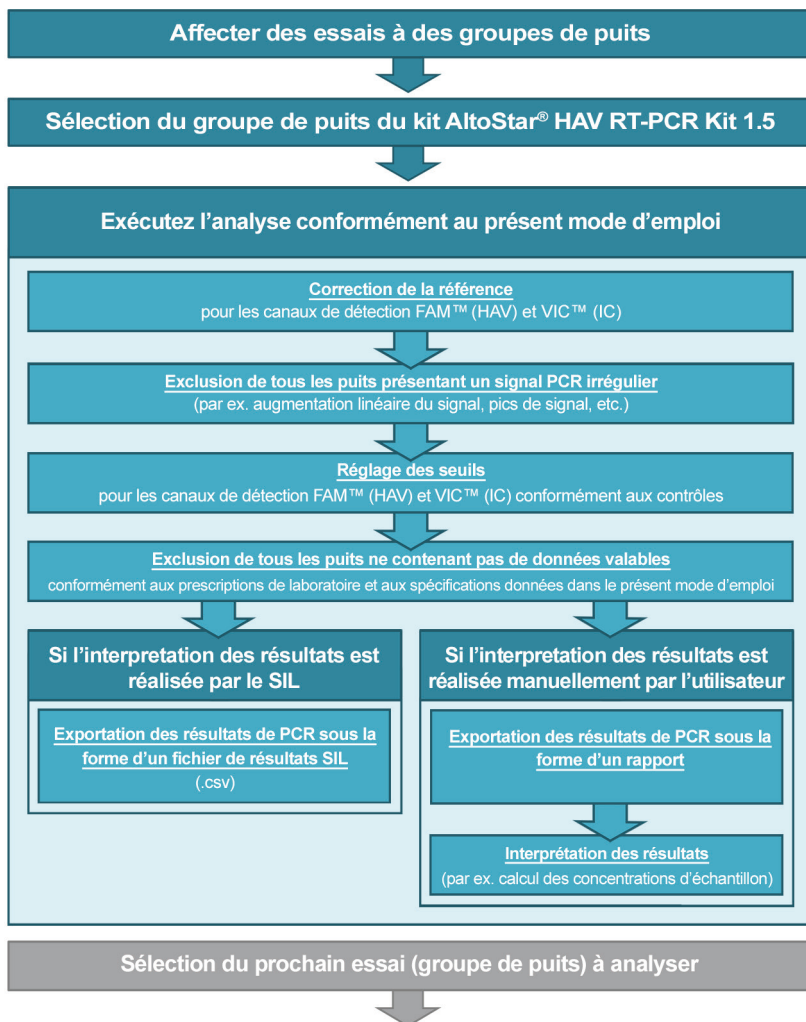 Affecter des essais à des groupes de puits
Sélection du groupe de puits du kit AltoStar® HAV RT-PCR Kit 1.5
Exécutez l'analyse conformément au présent mode d'emploi
Correction de la référence
pour les canaux de détection FAM™ (HAV) et VIC™ (IC)
Exclusion de tous les puits présentant un signal PCR irrégulier
(par ex. augmentation linéaire du signal, pics de signal, etc.)
Réglage des seuils
pour les canaux de détection FAM™ (HAV) et VIC™ (IC) conformément aux contrôles
Exclusion de tous les puits ne contenant pas de données valables
conformément aux prescriptions de laboratoire et aux spécifications données dans le présent mode d'emploi
Si l'interpretation des résultats est
réalisée par le SIL
Exportation des résultats de PCR sous la
forme d'un fichier de résultats SIL
(.csv)
Si l'interpretation des résultats est
réalisée manuellement par l'utilisateur
Exportation des résultats de PCR sous la
forme d'un rapport
Interprétation des résultats
(par ex. calcul des concentrations d'échantillon)
Sélection du prochain essai (groupe de puits) à analyser